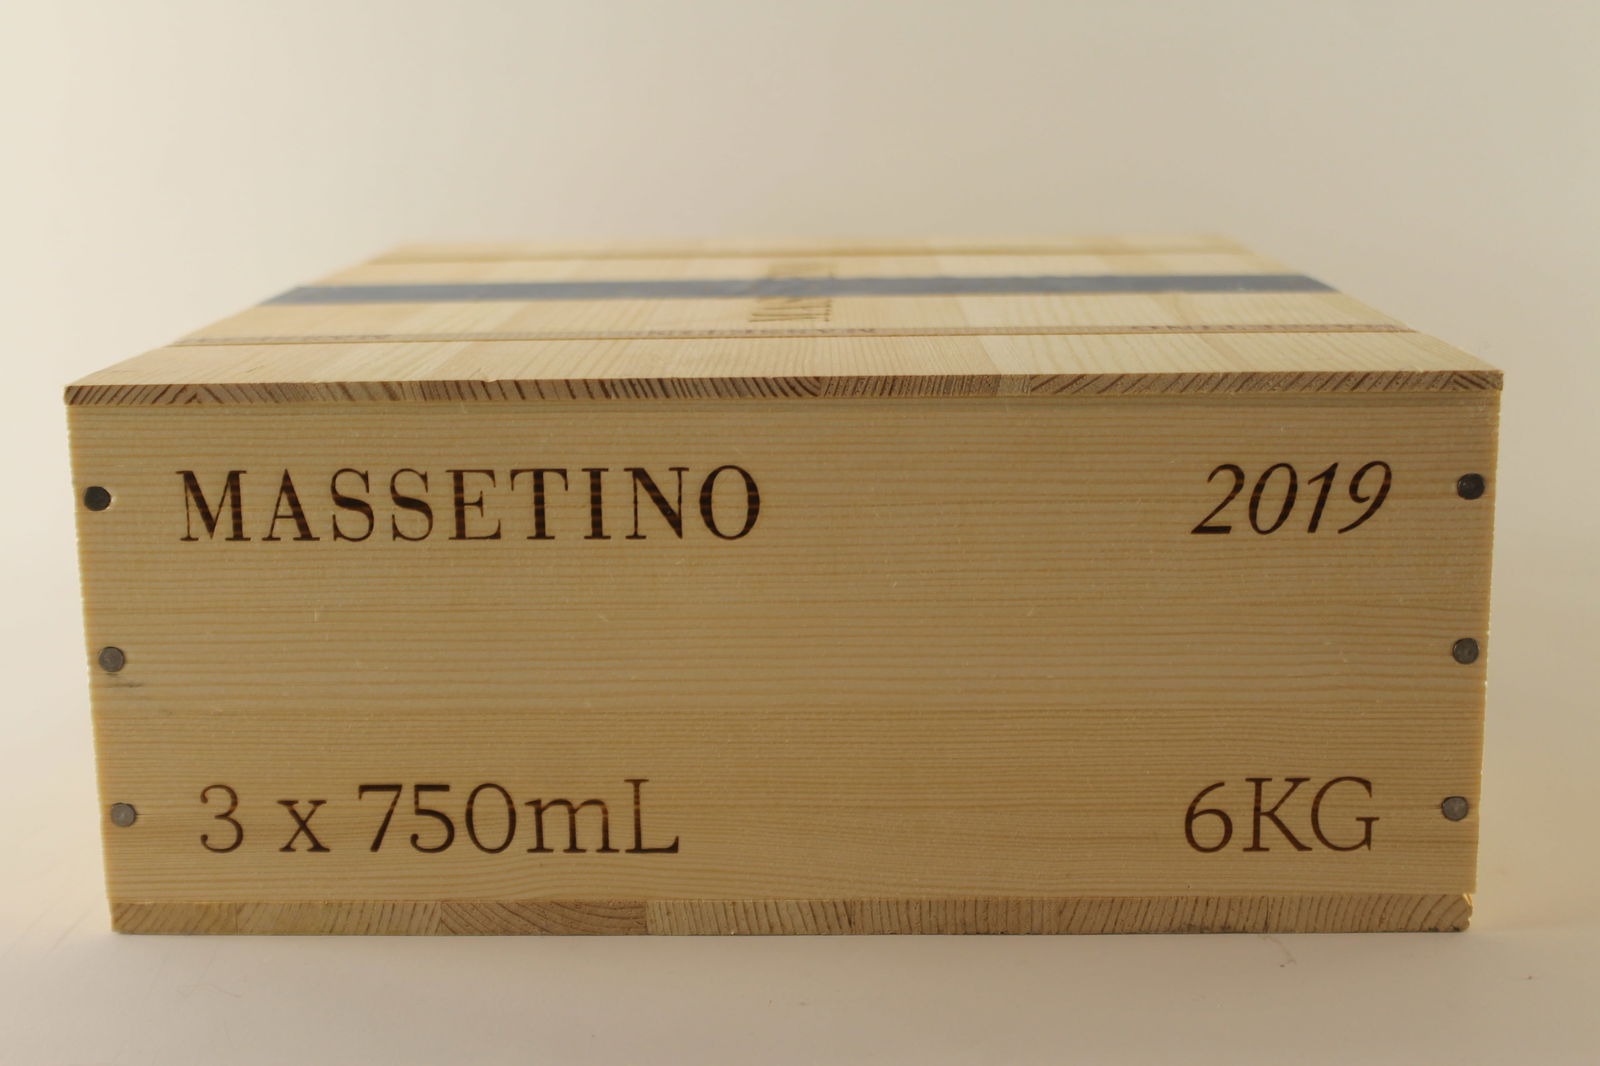 MASSETINO
2019
3 x 750mL
6KG